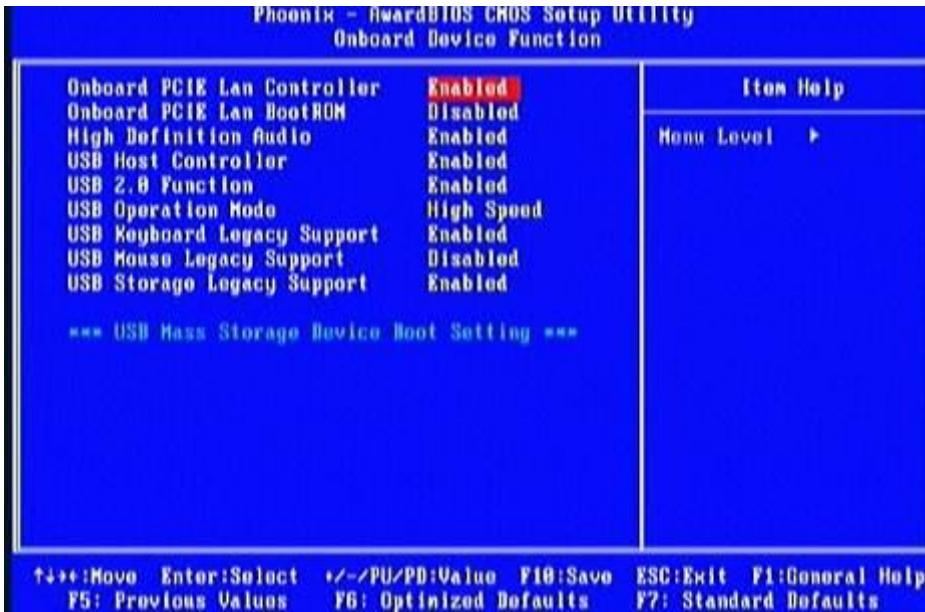 Phoenix - AwardBIOS CMOS Setup Utility
Onboard Device Function
Onboard PCIE Lan Controller Enabled
Onboard PCIE Lan BootROM Disabled
High Definition Audio Enabled
USB Host Controller Enabled
USB 2.0 Function Enabled
USB Operation Mode High Speed
USB Keyboard Legacy Support Enabled
USB Mouse Legacy Support Disabled
USB Storage Legacy Support Enabled
*** USB Mass Storage Device Boot Setting ***
Item Help
Menu Level ▶
↑↓→←:Move Enter:Select +/-/PU/PD:Value F10:Save ESC:Exit F1:General Help
F5: Previous Values F6: Optimized Defaults F7: Standard Defaults